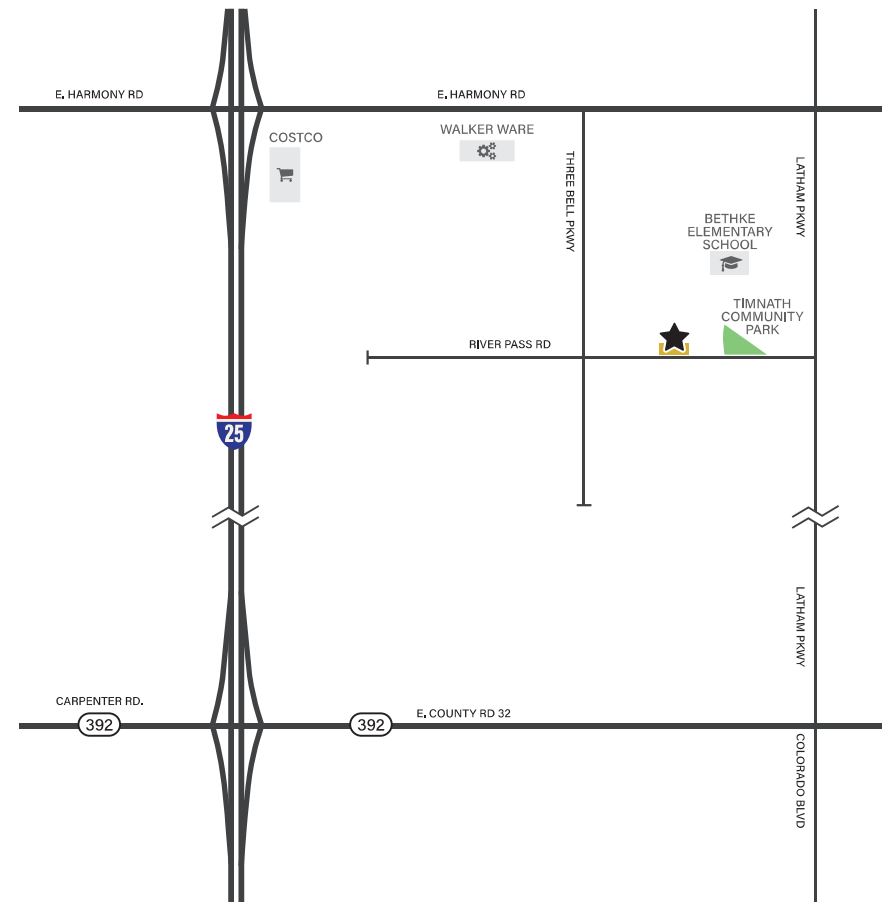 E. HARMONY RD
E. HARMONY RD
COSTCO
WALKER WARE
THREE BELL PKWY
LATHAM PKWY
BETHKE
ELEMENTARY
SCHOOL
TIMNATH
COMMUNITY
PARK
RIVER PASS RD
25
LATHAM PKWY
CARPENTER RD.
392
392
E. COUNTY RD 32
COLORADO BLVD